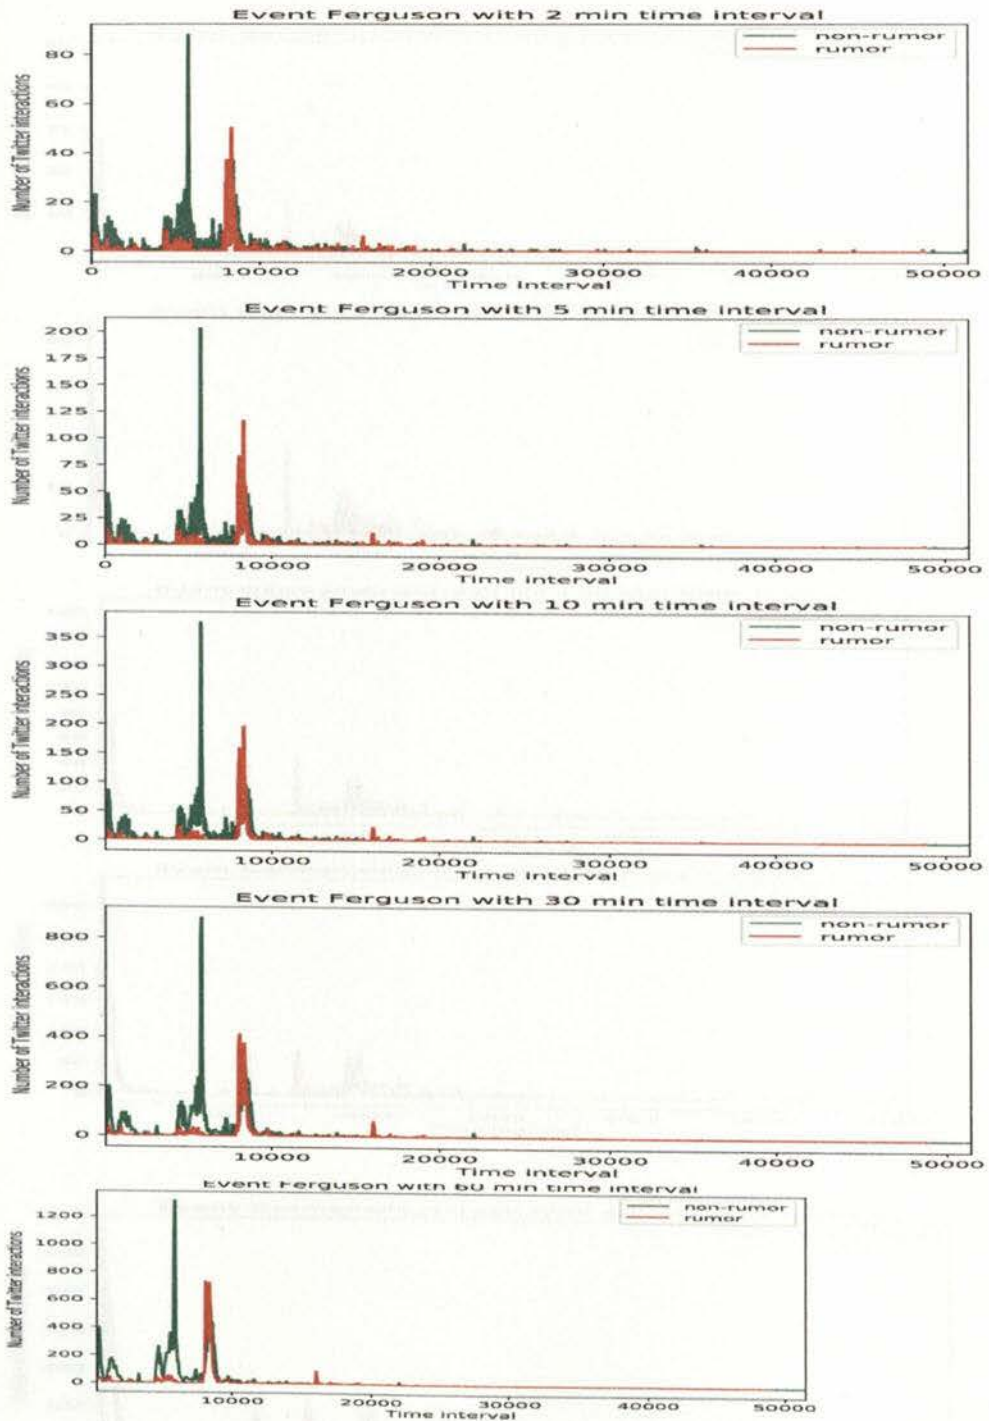 Event Ferguson with 2 min time interval
non-rumor
rumor
Number of Twitter interactions
80
60
40
20
0
0 10000 20000 30000 40000 50000
Time interval
Event Ferguson with 5 min time interval
non-rumor
rumor
Number of Twitter interactions
200
175
150
125
100
75
50
25
0
10000 20000 30000 40000 50000
Time interval
Event Ferguson with 10 min time interval
non-rumor
rumor
Number of Twitter interactions
350
300
250
200
150
100
50
0
10000 20000 30000 40000 50000
Time interval
Event Ferguson with 30 min time interval
non-rumor
rumor
Number of Twitter interactions
800
600
400
200
0
10000 20000 30000 40000 50000
Time interval
Event Ferguson with 60 min time interval
non-rumor
rumor
Number of Twitter interactions
1200
1000
800
600
400
200
0
10000 20000 30000 40000 50000
Time interval